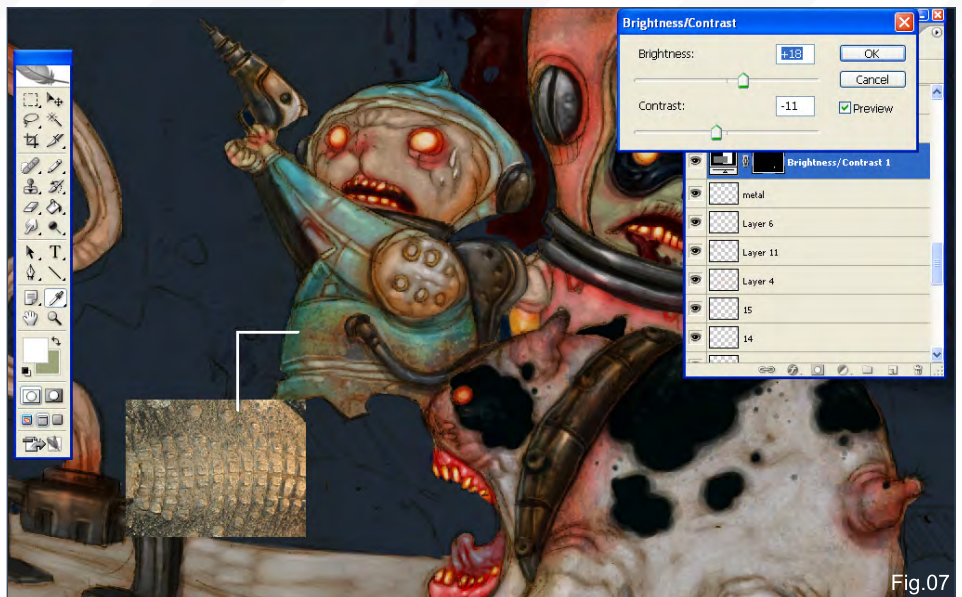 Brightness/Contrast
Brightness:
+18
OK
Cancel
Contrast:
-11
Preview
Brightness/Contrast 1
metal
Layer 6
Layer 11
Layer 4
15
14
T
Fig.07